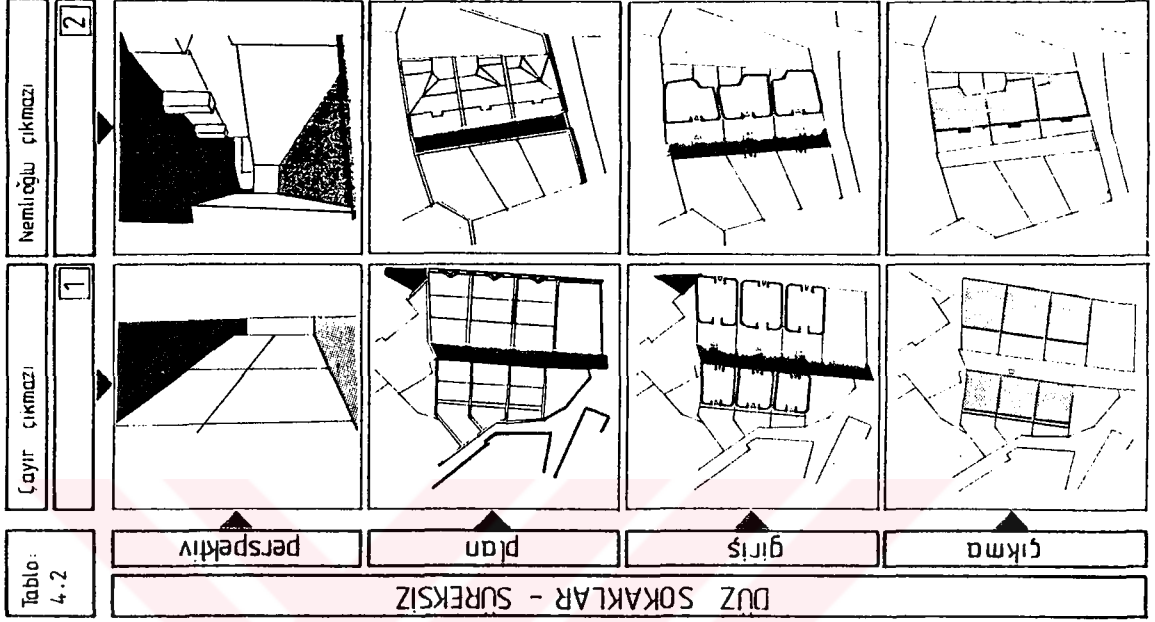 Tablo:
4.2
DÜZ SOKAKLAR - SÜREKSİZ
perspektiv
plan
giriş
çıkma
Çayır çıkmazı
1
Nemlioğlu çıkmazı
2